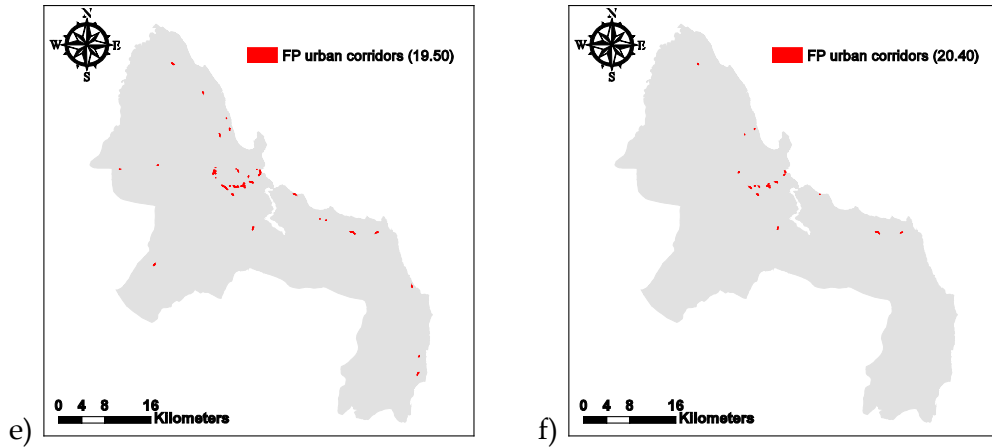 N
W E
S
FP urban corridors (19.50)
0 4 8 16
Kilometers
e)
N
W E
S
FP urban corridors (20.40)
0 4 8 16
Kilometers
f)